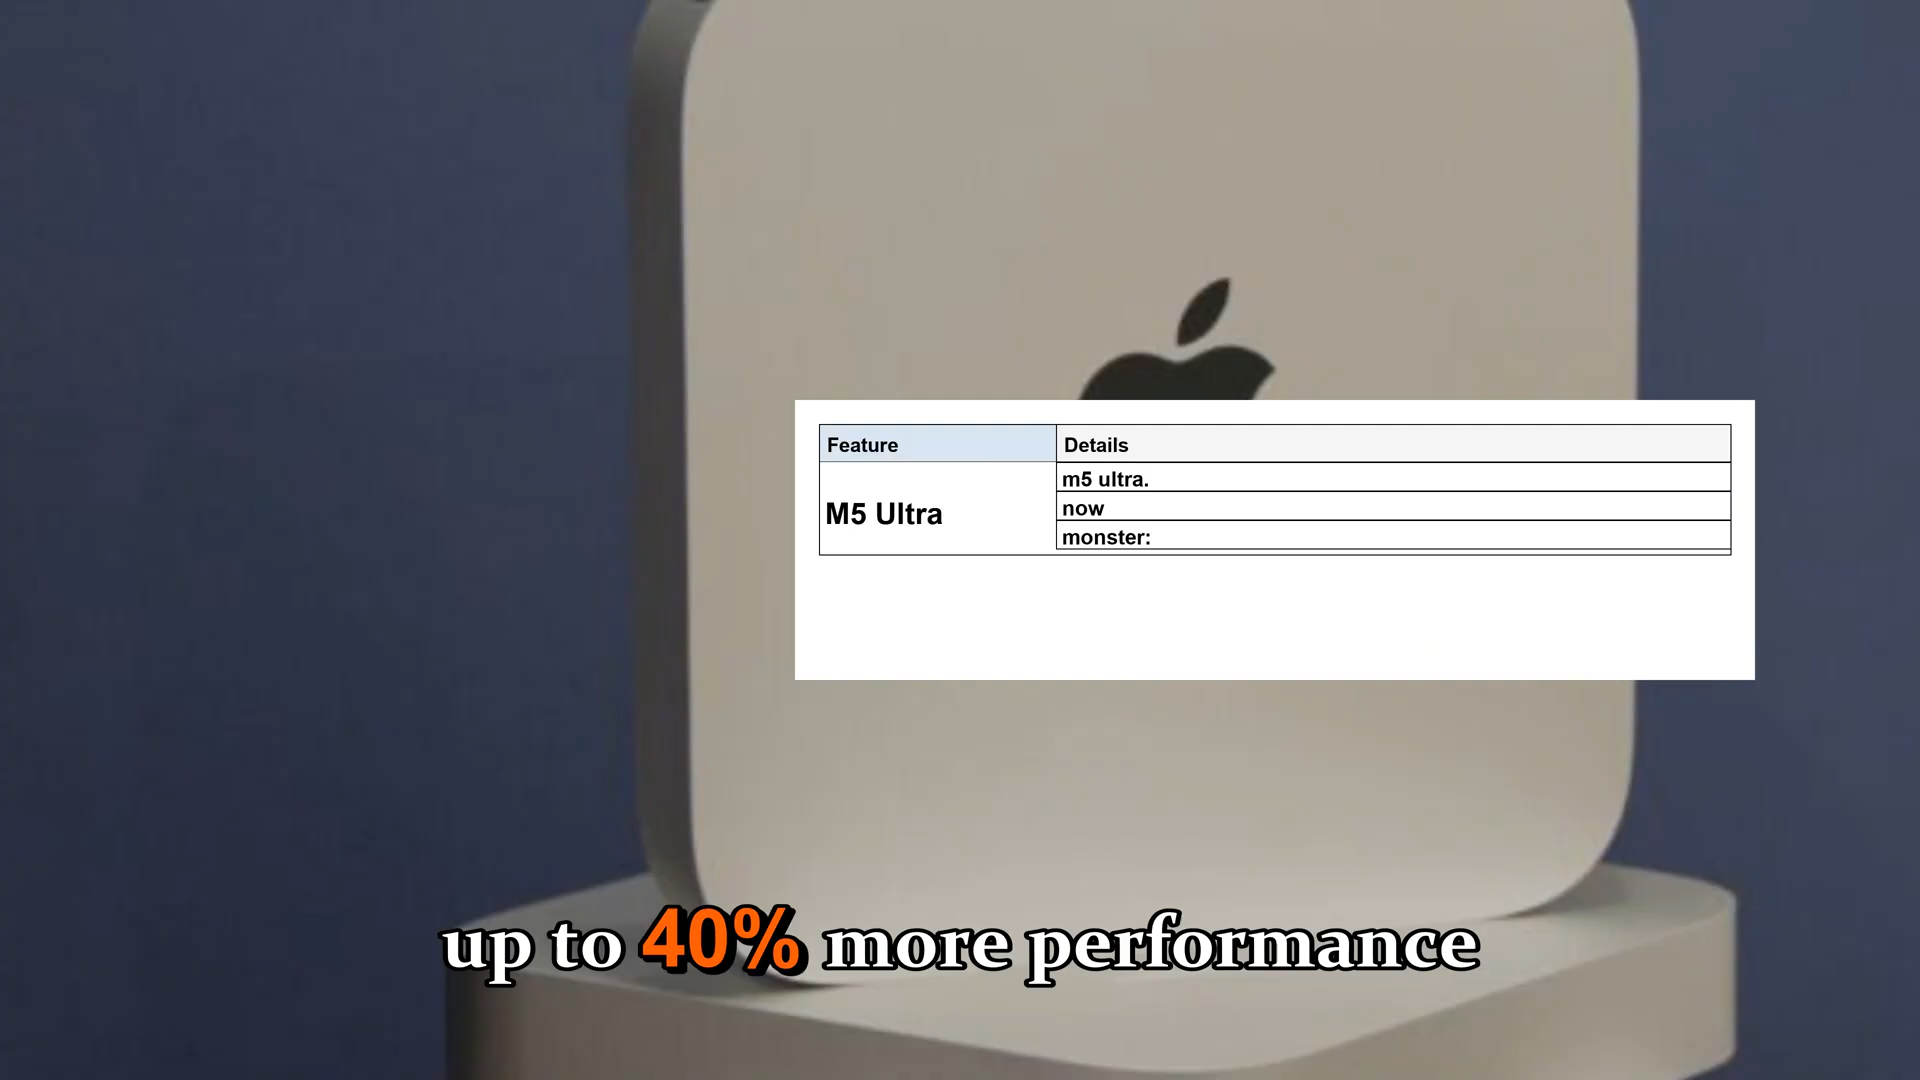 Feature Details
M5 Ultra
m5 ultra.
now
monster:
up to 40% more performance